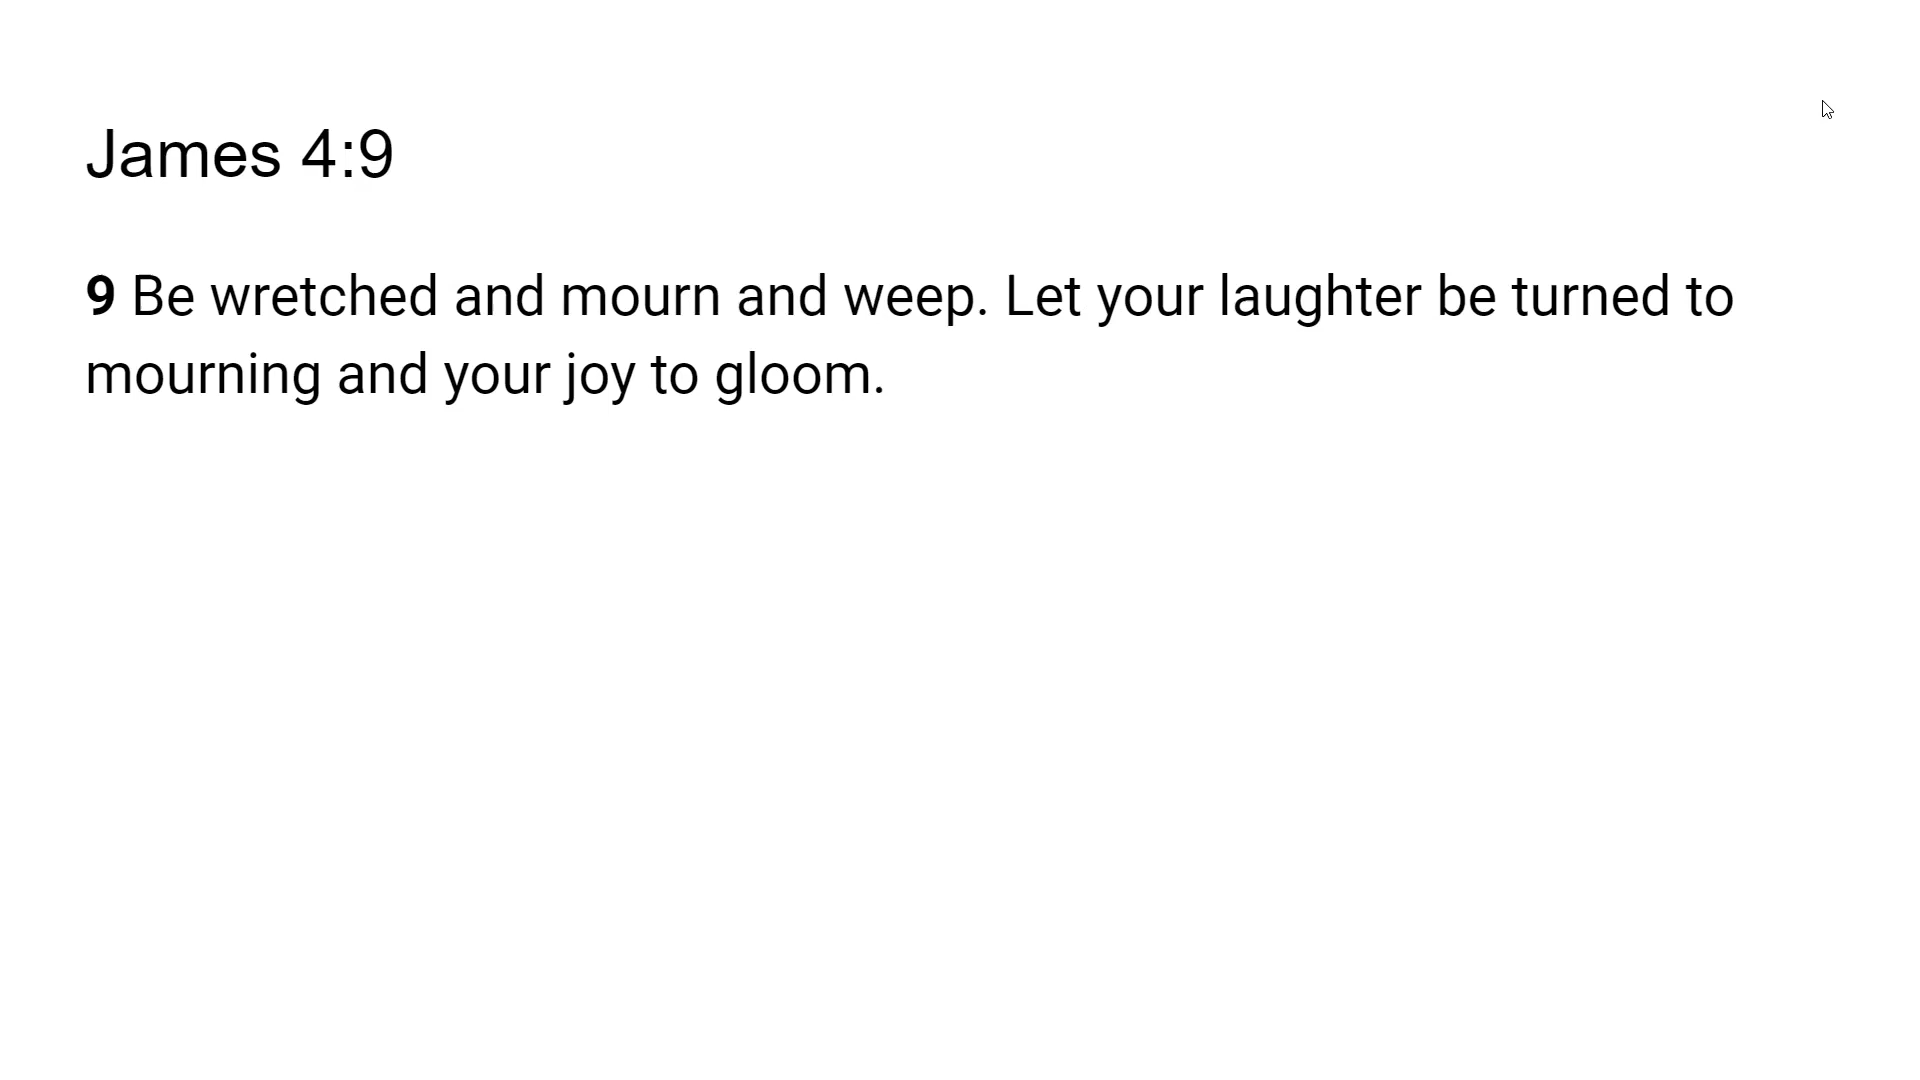 James 4:9
9 Be wretched and mourn and weep. Let your laughter be turned to
mourning and your joy to gloom.